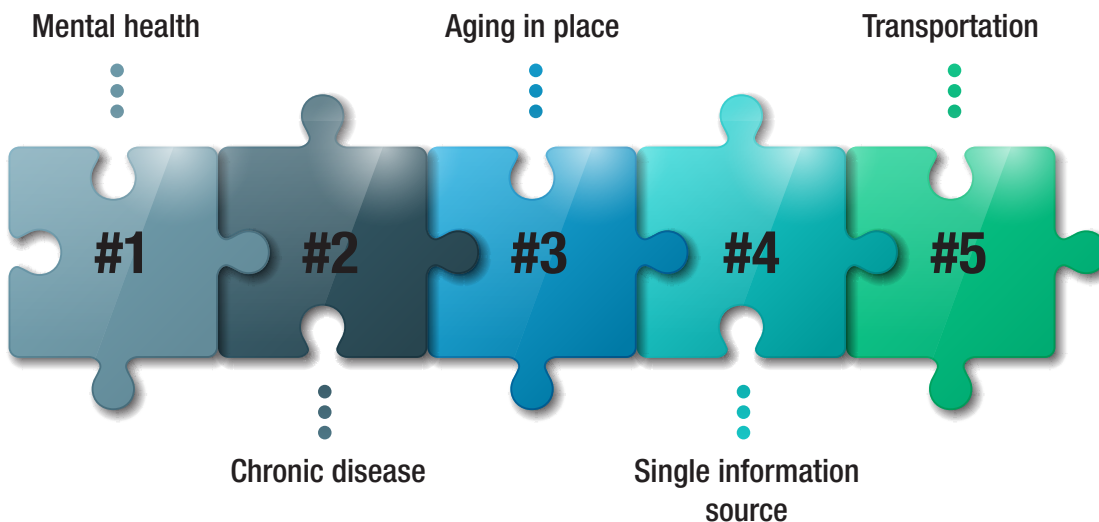 Mental health
Aging in place
Transportation
#1
#2
#3
#4
#5
Chronic disease
Single information
source